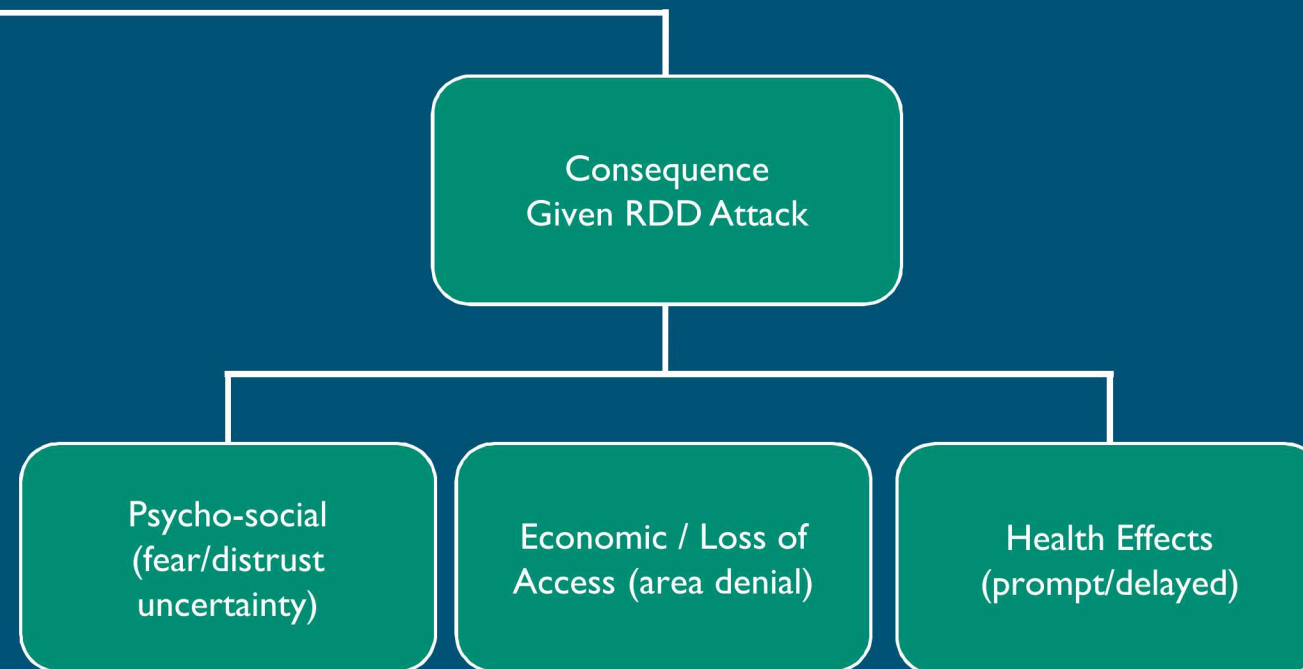 Consequence
Given RDD Attack
Psycho-social
(fear/distrust
uncertainty)
Economic / Loss of
Access (area denial)
Health Effects
(prompt/delayed)